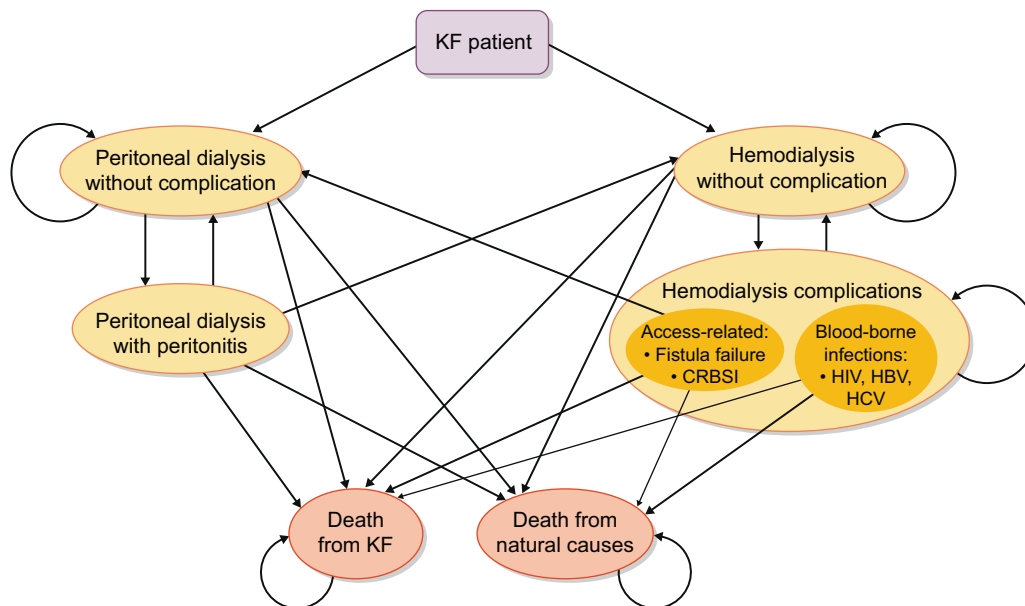 KF patient
Peritoneal dialysis
without complication
Hemodialysis
without complication
Peritoneal dialysis
with peritonitis
Hemodialysis complications
Access-related:
• Fistula failure
• CRBSI
Blood-borne
infections:
• HIV, HBV,
HCV
Death
from KF
Death from
natural causes